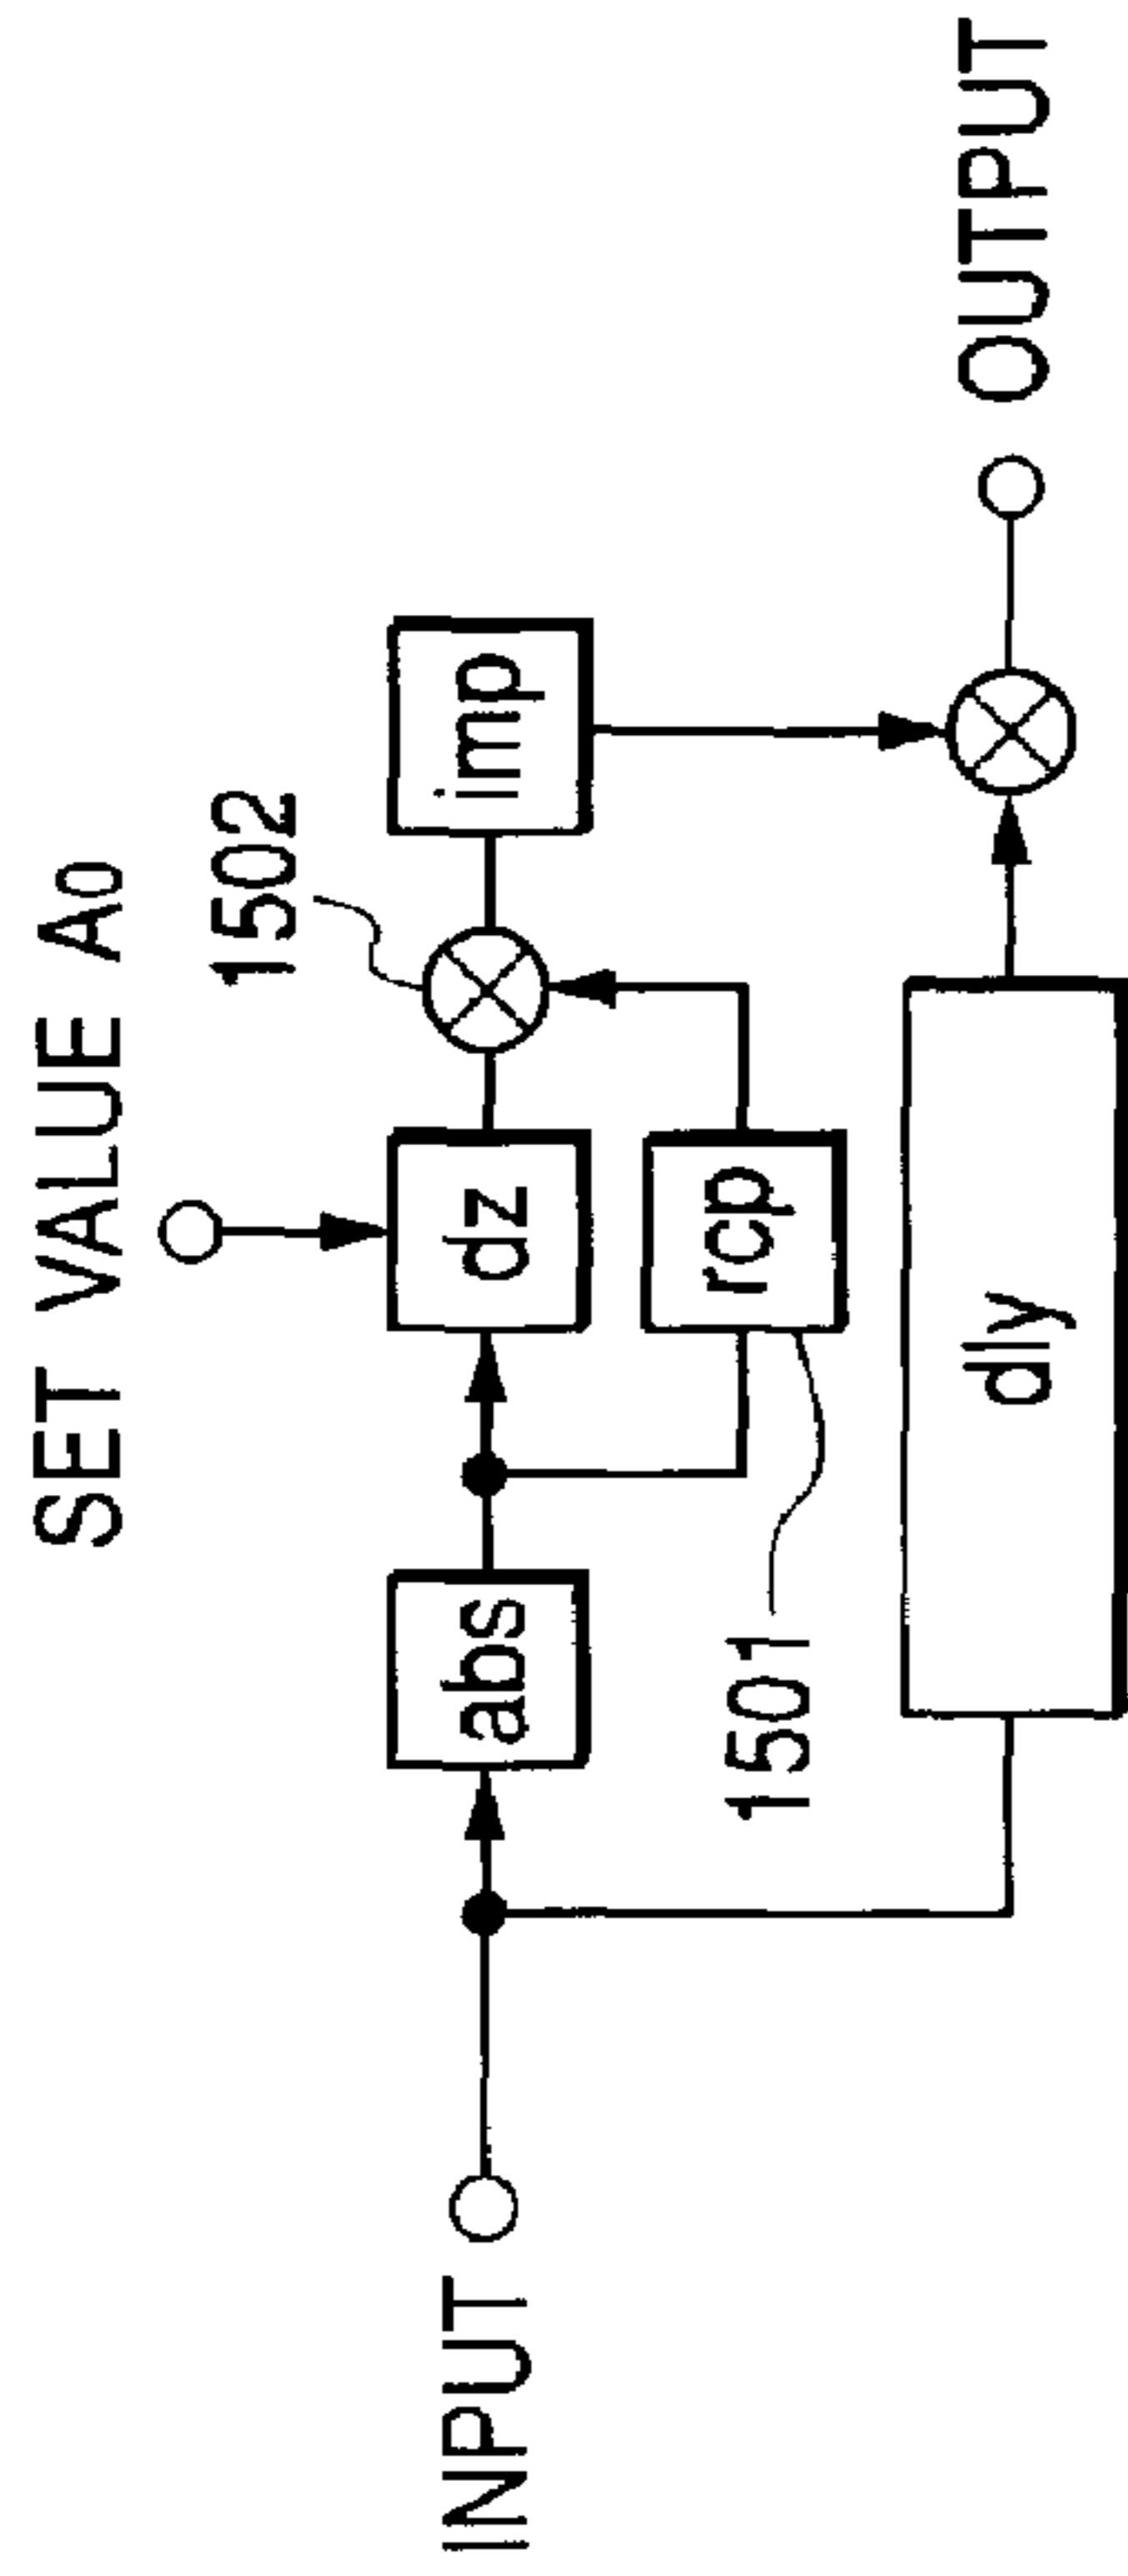 SET VALUE A0
1502
INPUT
abs
dz
imp
rcp
1501
dly
OUTPUT